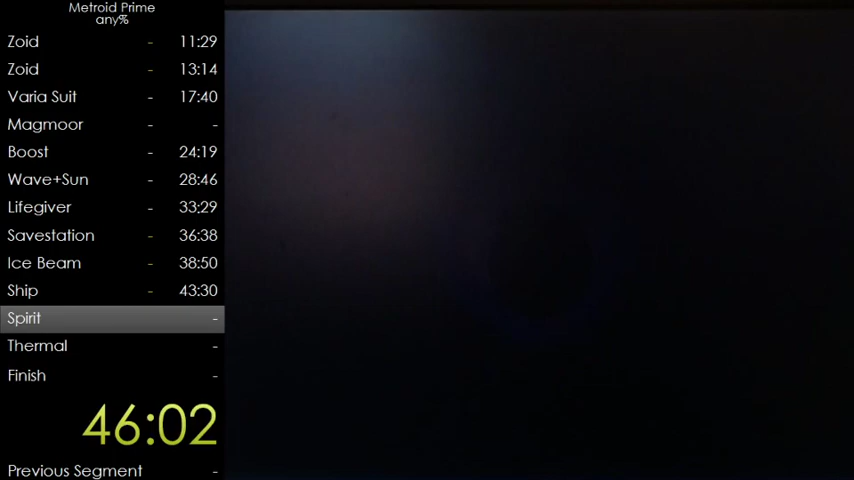 Metroid Prime
any%
Zoid - 11:29
Zoid - 13:14
Varia Suit - 17:40
Magmoor - -
Boost - 24:19
Wave+Sun - 28:46
Lifegiver - 33:29
Savestation - 36:38
Ice Beam - 38:50
Ship - 43:30
Spirit -
Thermal -
Finish -
46:02
Previous Segment -